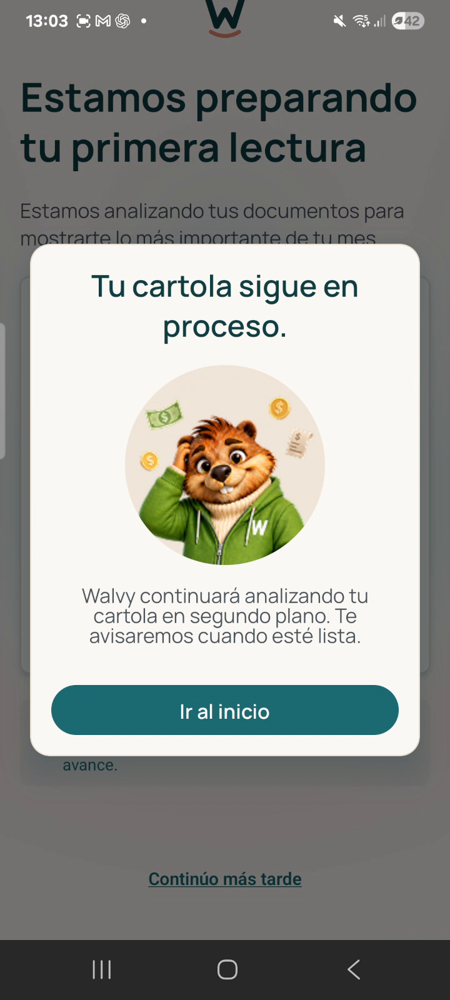 13:03
42
W
Estamos preparando
tu primera lectura
Estamos analizando tus documentos para
mostrarte lo más importante de tu mes
Tu cartola sigue en
proceso.
$
$
$
$
W
Walvy continuará analizando tu
cartola en segundo plano. Te
avisaremos cuando esté lista.
Ir al inicio
avance.
Continúo más tarde